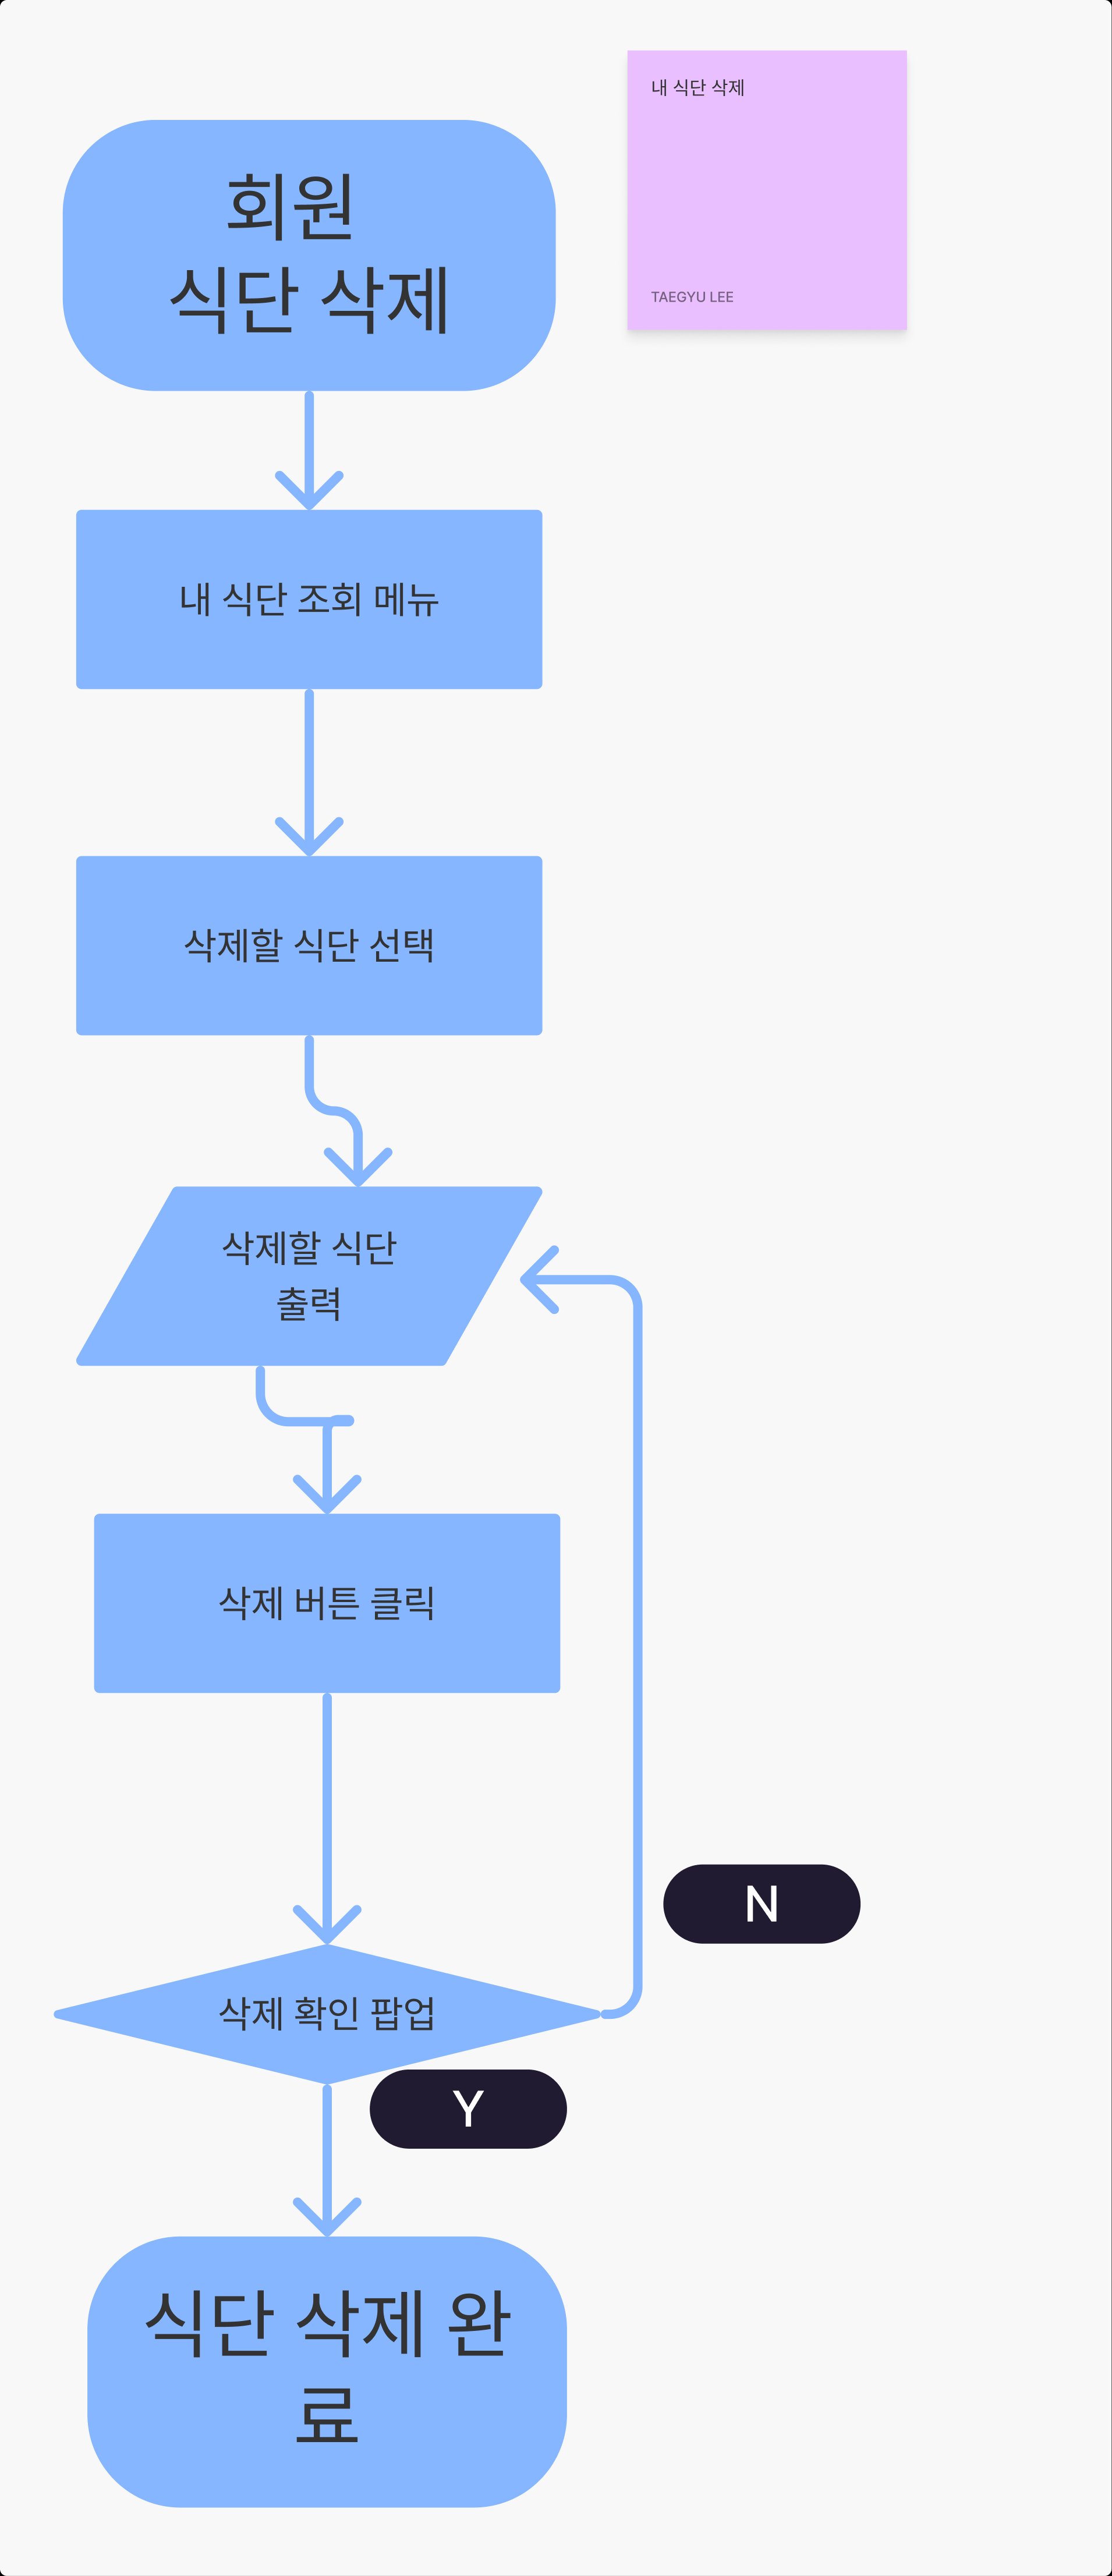 내 식단 삭제
TAEGYU LEE
회원
식단 삭제
내 식단 조회 메뉴
삭제할 식단 선택
삭제할 식단
출력
삭제 버튼 클릭
N
삭제 확인 팝업
Y
식단 삭제 완
료